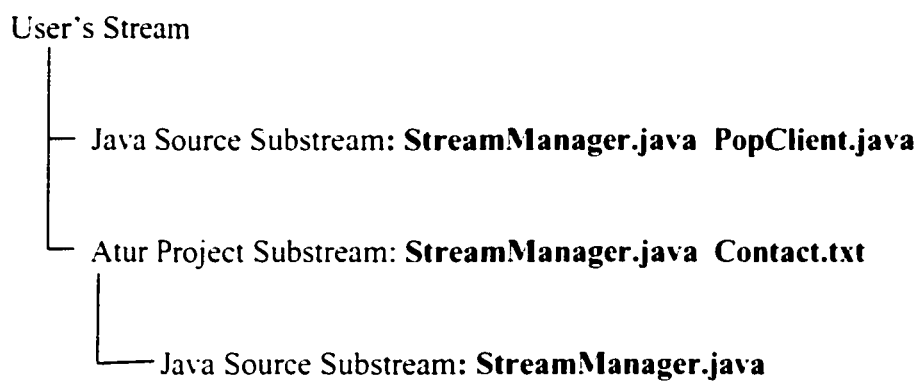 User's Stream
Java Source Substream: StreamManager.java PopClient.java
Atur Project Substream: StreamManager.java Contact.txt
Java Source Substream: StreamManager.java